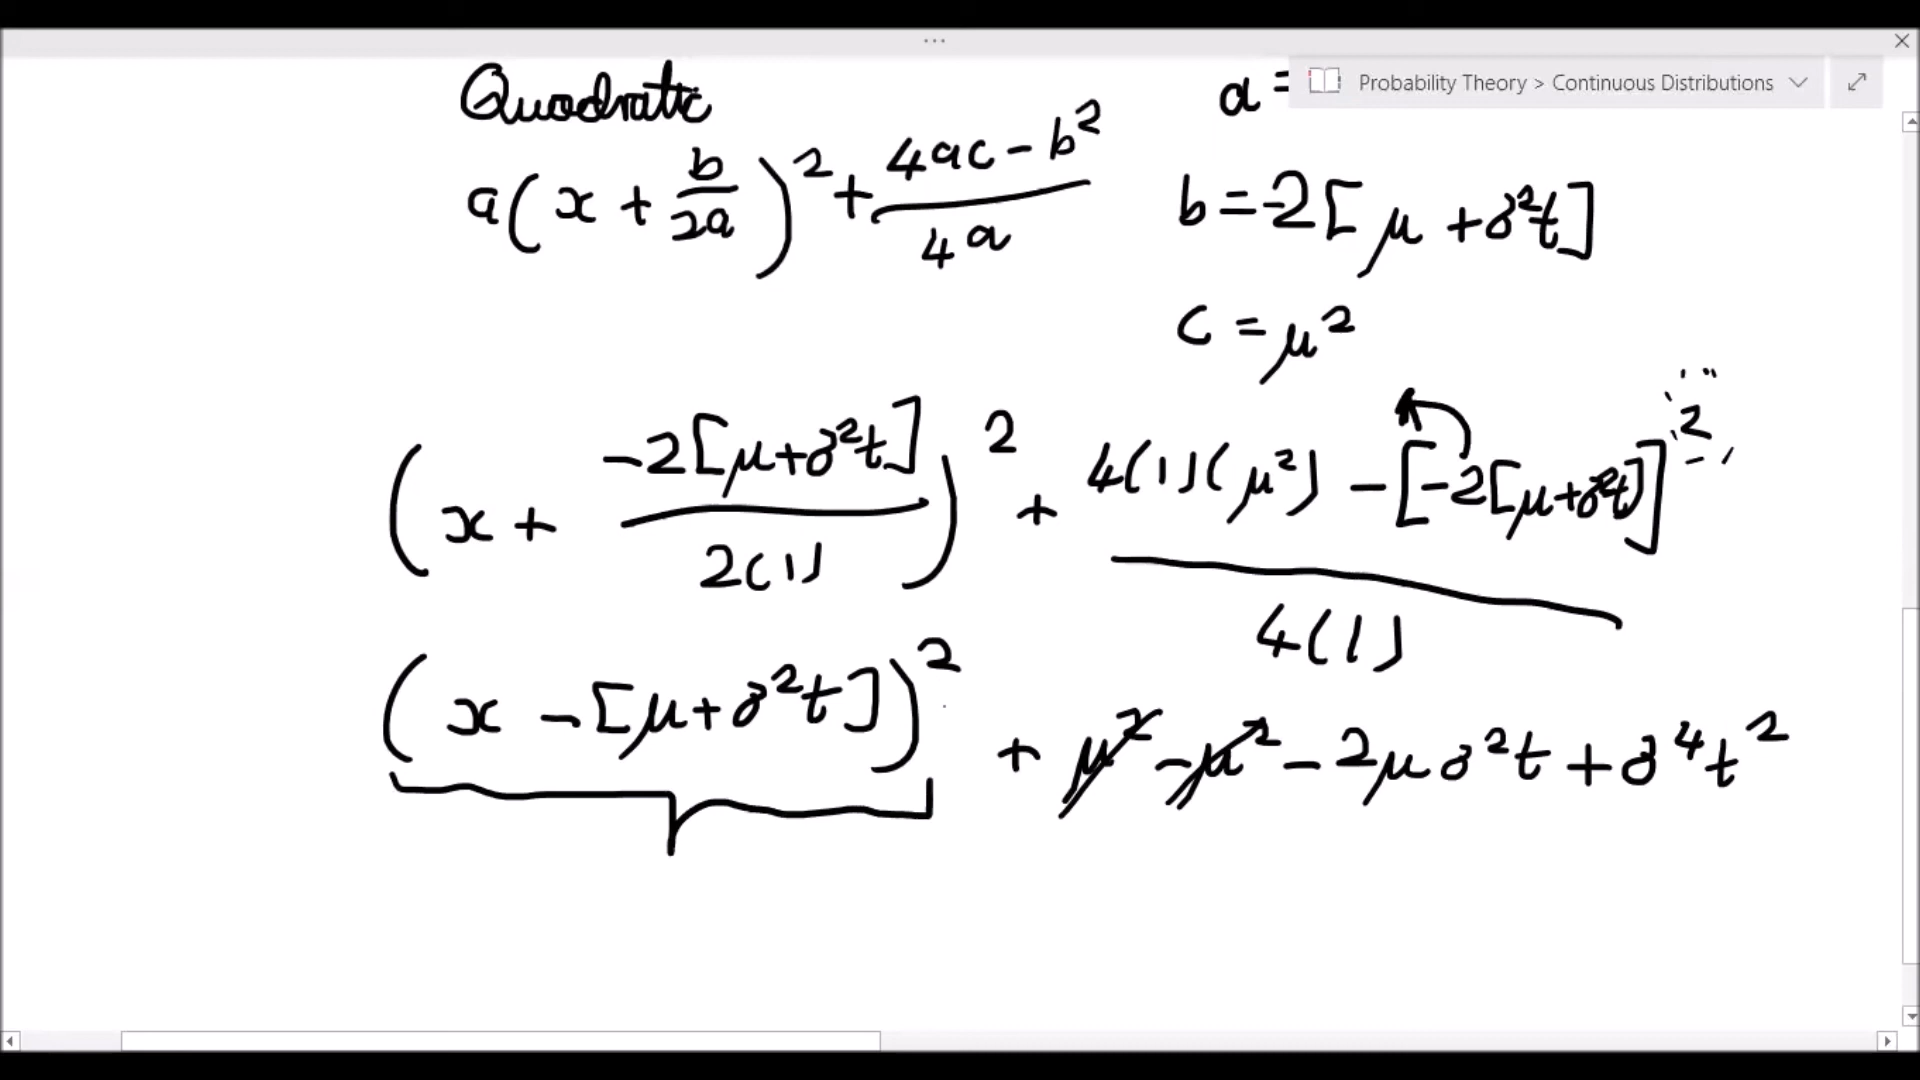 ...
Probability Theory > Continuous Distributions
Quadratic
a =
a(x + b/2a)² + (4ac - b²)/4a
b = -2[μ + σ²t]
c = μ²
(x + -2[μ+σ²t]/2(1))² + (4(1)(μ²) - [-2[μ+σ²t]]²)/4(1)
(x - [μ+σ²t])² + μ² - μ² - 2μσ²t + σ⁴t²